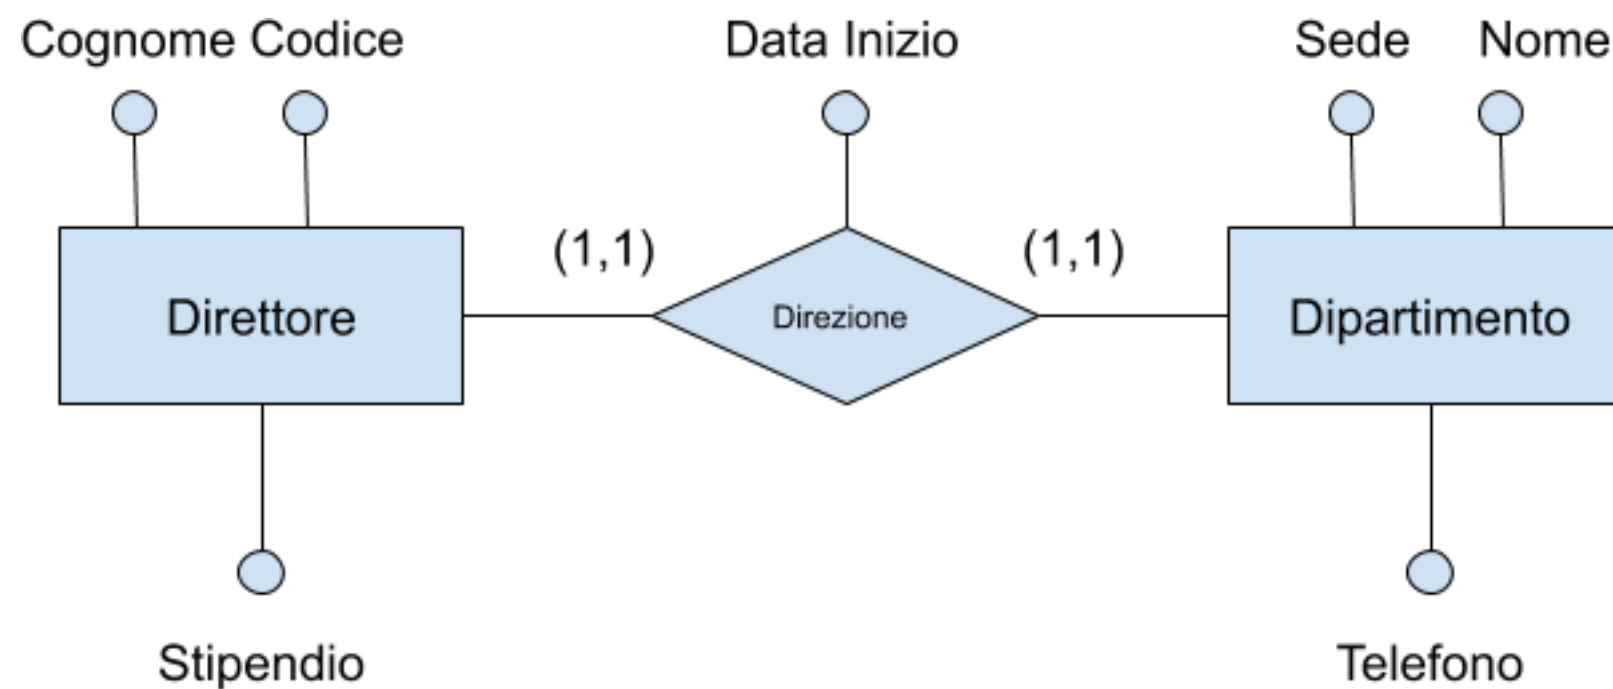 Cognome Codice
Data Inizio
Sede
Nome
(1,1)
(1,1)
Direttore
Direzione
Dipartimento
Stipendio
Telefono